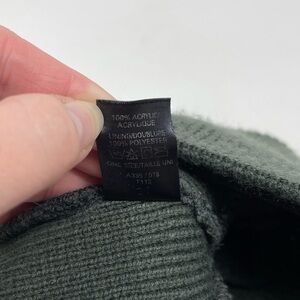 100% ACRYLIC
ACRYLIQUE
LINING/DOUBLURE
100% POLYESTER
ONE SIZE/TAILLE UNI